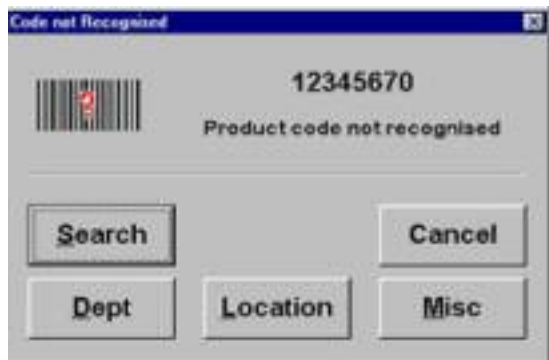 Code not Recognised
12345670
Product code not recognised
Search
Cancel
Dept
Location
Misc